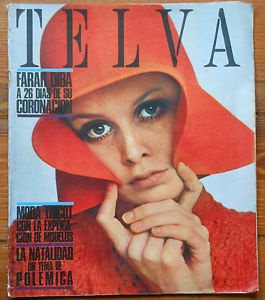 TELVA
FARAH DIBA
A 26 DIAS DE SU
CORONACION
MODA TRICOT
CON LA EXPLICA-
CION DE MODELOS
LA NATALIDAD
UN TEMA DE
POLEMICA